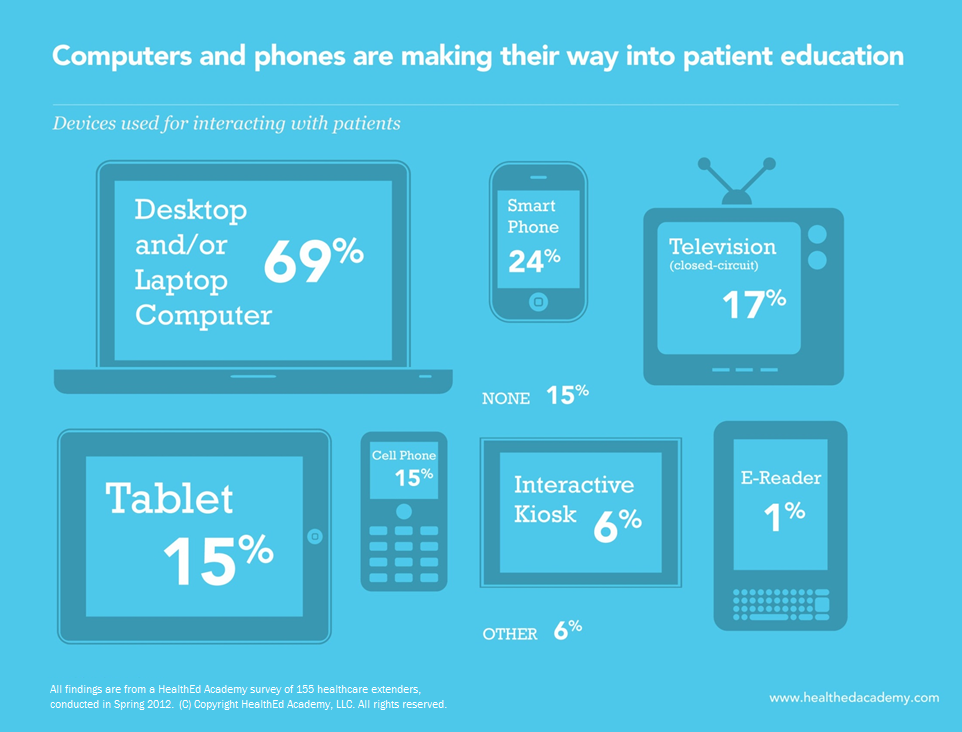 Computers and phones are making their way into patient education
Devices used for interacting with patients
Desktop
and/or
Laptop
Computer
69%
Smart
Phone
24%
Television
(closed-circuit)
17%
NONE 15%
Tablet
15%
Cell Phone
15%
Interactive
Kiosk
6%
E-Reader
1%
OTHER 6%
All findings are from a HealthEd Academy survey of 155 healthcare extenders,
conducted in Spring 2012. (C) Copyright HealthEd Academy, LLC. All rights reserved.
www.healthedacademy.com